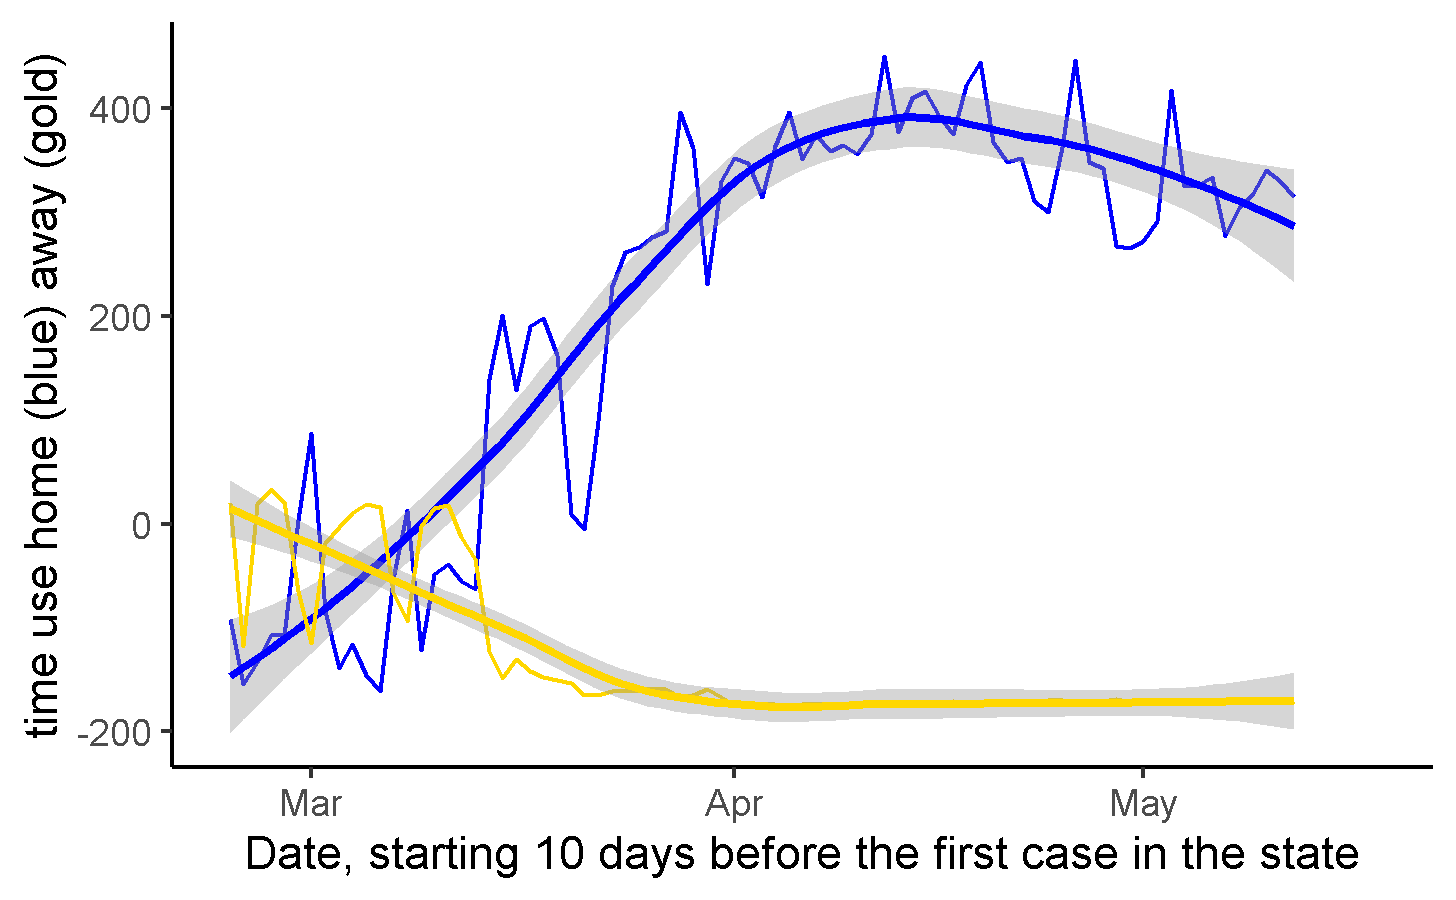 time use home (blue) away (gold)
400
200
0
-200
Mar Apr May
Date, starting 10 days before the first case in the state